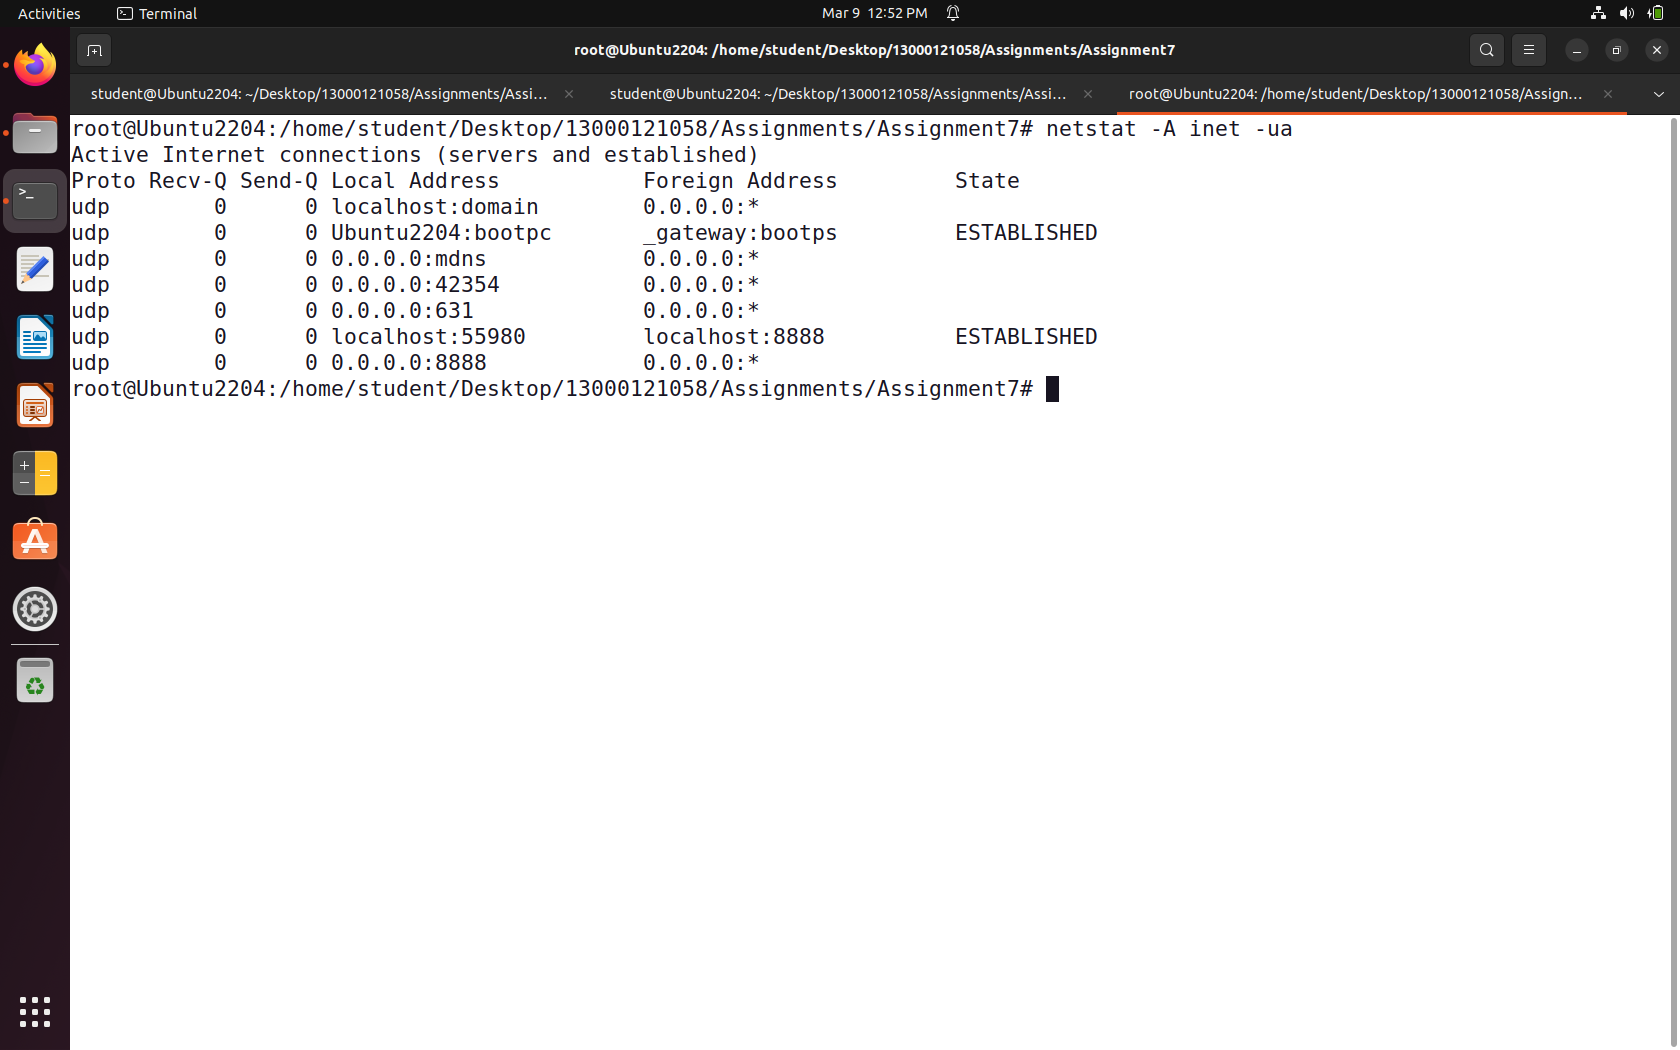 Activities Terminal Mar 9 12:52 PM
root@Ubuntu2204: /home/student/Desktop/13000121058/Assignments/Assignment7
student@Ubuntu2204: ~/Desktop/13000121058/Assignments/Assi... student@Ubuntu2204: ~/Desktop/13000121058/Assignments/Assi... root@Ubuntu2204: /home/student/Desktop/13000121058/Assign...
root@Ubuntu2204:/home/student/Desktop/13000121058/Assignments/Assignment7# netstat -A inet -ua
Active Internet connections (servers and established)
Proto Recv-Q Send-Q Local Address           Foreign Address         State
udp        0      0 localhost:domain        0.0.0.0:*
udp        0      0 Ubuntu2204:bootpc       _gateway:bootps         ESTABLISHED
udp        0      0 0.0.0.0:mdns            0.0.0.0:*
udp        0      0 0.0.0.0:42354           0.0.0.0:*
udp        0      0 0.0.0.0:631             0.0.0.0:*
udp        0      0 localhost:55980         localhost:8888          ESTABLISHED
udp        0      0 0.0.0.0:8888            0.0.0.0:*
root@Ubuntu2204:/home/student/Desktop/13000121058/Assignments/Assignment7#